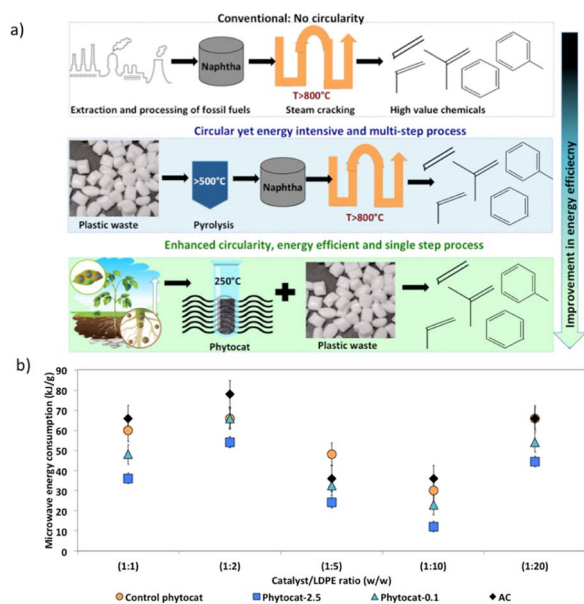 a)
Conventional: No circularity
Naphtha
T>800°C
Extraction and processing of fossil fuels
Steam cracking
High value chemicals
Circular yet energy intensive and multi-step process
>500°C
Naphtha
T>800°C
Plastic waste
Pyrolysis
Enhanced circularity, energy efficient and single step process
250°C
Phytocat
Plastic waste
Improvement in energy efficiecny
b)
Microwave energy consumption (kJ/g)
90
80
70
60
50
40
30
20
10
0
(1:1) (1:2) (1:5) (1:10) (1:20)
Catalyst/LDPE ratio (w/w)
Control phytocat Phytocat-2.5 Phytocat-0.1 AC